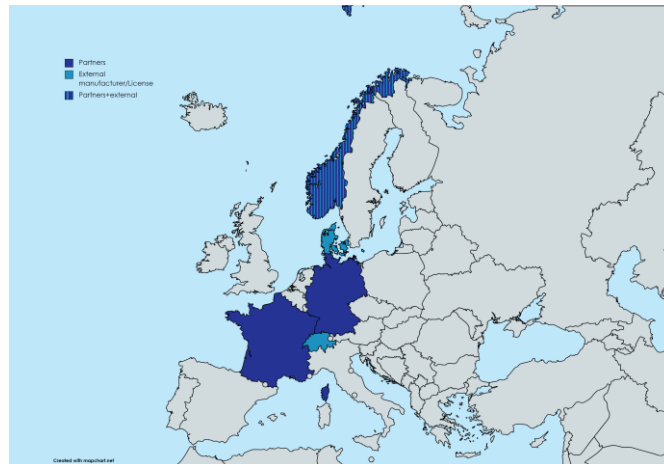 Partners
External
manufacturer/License
Partners+external
Created with mapchart.net